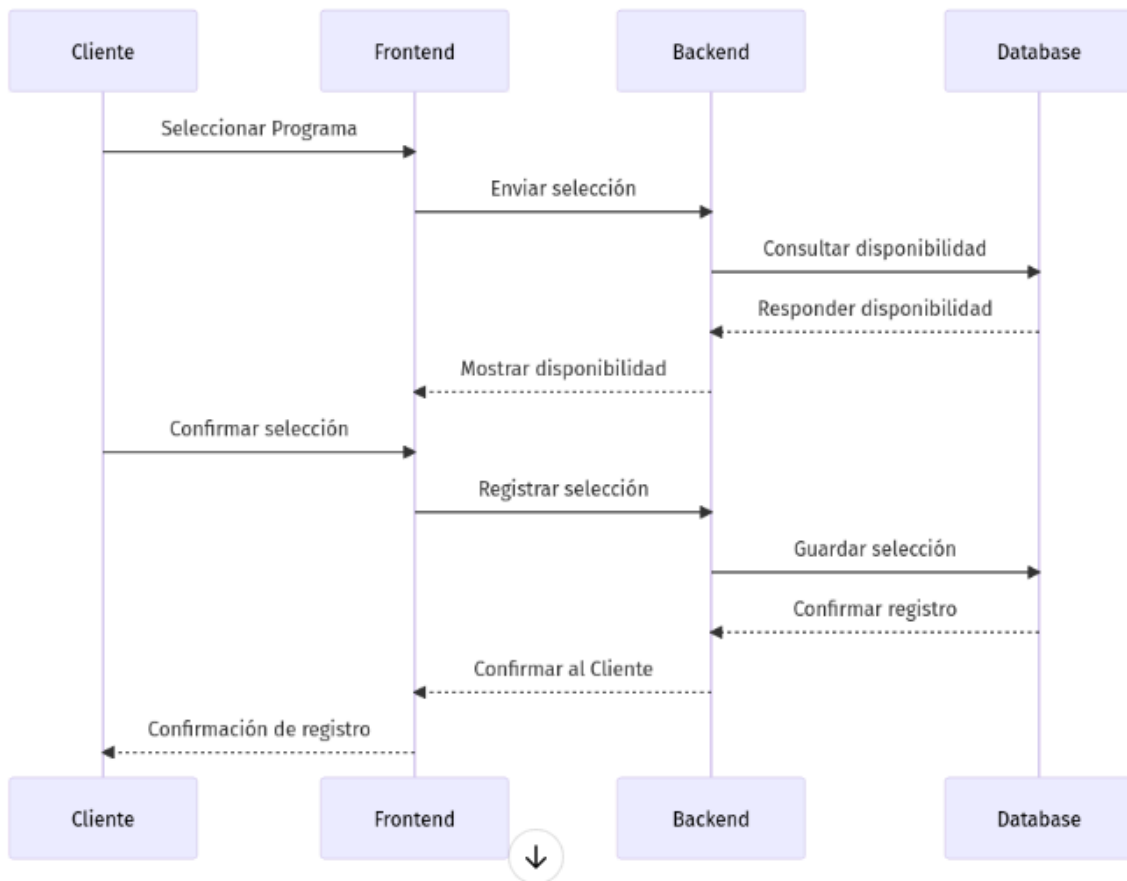 Cliente
Frontend
Backend
Database
Seleccionar Programa
Enviar selección
Consultar disponibilidad
Responder disponibilidad
Mostrar disponibilidad
Confirmar selección
Registrar selección
Guardar selección
Confirmar registro
Confirmar al Cliente
Confirmación de registro
Cliente
Frontend
Backend
Database